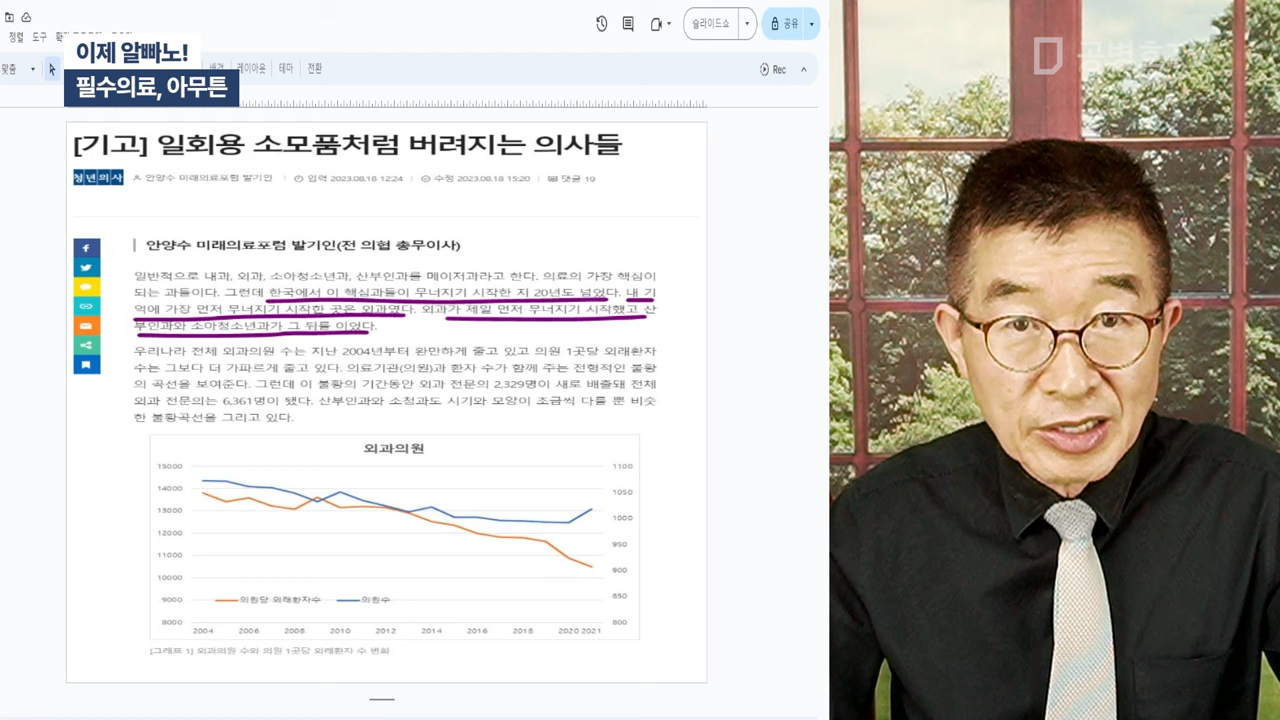 슬라이드쇼
공유
정렬 도구
이제 알빠노!
필수의료, 아무튼
맞춤
배경
레이아웃
테마
전환
Rec
공변호TV
[기고] 일회용 소모품처럼 버려지는 의사들
청년의사
안양수 미래의료포럼 발기인
입력 2023.08.18 12:24
수정 2023.08.18 15:20
댓글 19
안양수 미래의료포럼 발기인(전 의협 총무이사)
일반적으로 내과, 외과, 소아청소년과, 산부인과를 메이저과라고 한다. 의료의 가장 핵심이
되는 과들이다. 그런데 한국에서 이 핵심과들이 무너지기 시작한 지 20년도 넘었다. 내 기
억에 가장 먼저 무너지기 시작한 곳은 외과였다. 외과가 제일 먼저 무너지기 시작했고 산
부인과와 소아청소년과가 그 뒤를 이었다.
우리나라 전체 외과의원 수는 지난 2004년부터 완만하게 줄고 있고 의원 1곳당 외래환자
수는 그보다 더 가파르게 줄고 있다. 의료기관(의원)과 환자 수가 함께 주는 전형적인 불황
의 곡선을 보여준다. 그런데 이 불황의 기간동안 외과 전문의 2,329명이 새로 배출돼 전체
외과 전문의는 6,361명이 됐다. 산부인과와 소청과도 시기와 모양이 조금씩 다를 뿐 비슷
한 불황곡선을 그리고 있다.
외과의원
15000 1100
14000 1050
13000 1000
12000 950
11000 900
10000 850
9000 800
8000
의원당 외래환자수 의원수
2004 2006 2008 2010 2012 2014 2016 2018 2020 2021
[그래프 1] 외과의원 수와 의원 1곳당 외래환자 수 변화